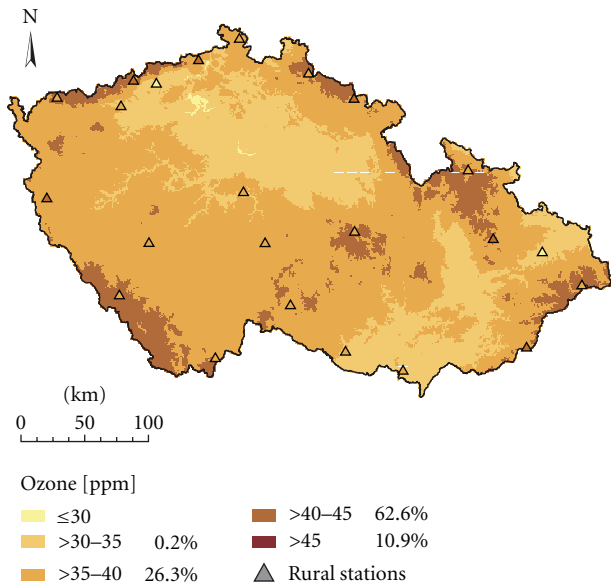 N
(km)
0 50 100
Ozone [ppm]
≤30
>30–35 0.2%
>35–40 26.3%
>40–45 62.6%
>45 10.9%
Rural stations